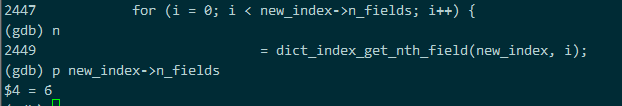 2447            for (i = 0; i < new_index->n_fields; i++) {
(gdb) n
2449                            = dict_index_get_nth_field(new_index, i);
(gdb) p new_index->n_fields
$4 = 6